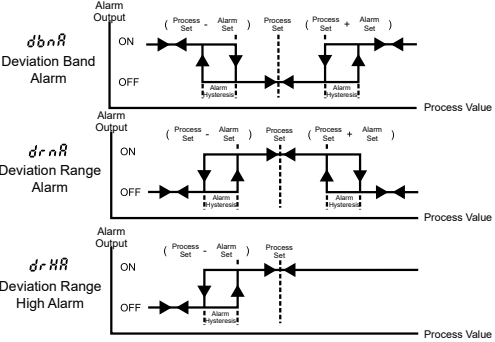 Alarm
Output
( Process Set - Alarm Set )
Process Set
( Process Set + Alarm Set )
dbnA
Deviation Band
Alarm
ON
OFF
Alarm Hysteresis
Alarm Hysteresis
Process Value
Alarm
Output
( Process Set - Alarm Set )
Process Set
( Process Set + Alarm Set )
drnA
Deviation Range
Alarm
ON
OFF
Alarm Hysteresis
Alarm Hysteresis
Process Value
Alarm
Output
( Process Set - Alarm Set )
Process Set
drHA
Deviation Range
High Alarm
ON
OFF
Alarm Hysteresis
Process Value